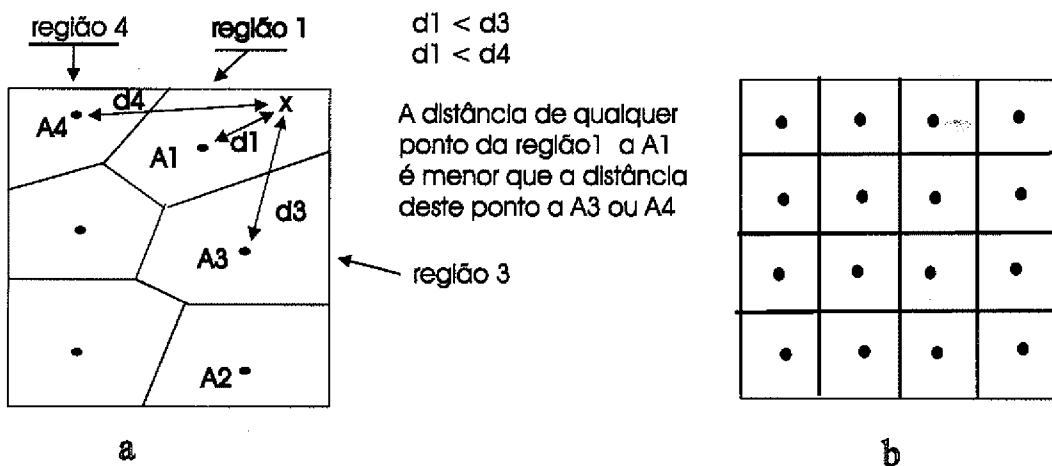 região 4
região 1
d1 < d3
d1 < d4
d4
x
A4
A1
d1
A distância de qualquer
ponto da região1 a A1
é menor que a distância
deste ponto a A3 ou A4
d3
A3
região 3
A2
a
b